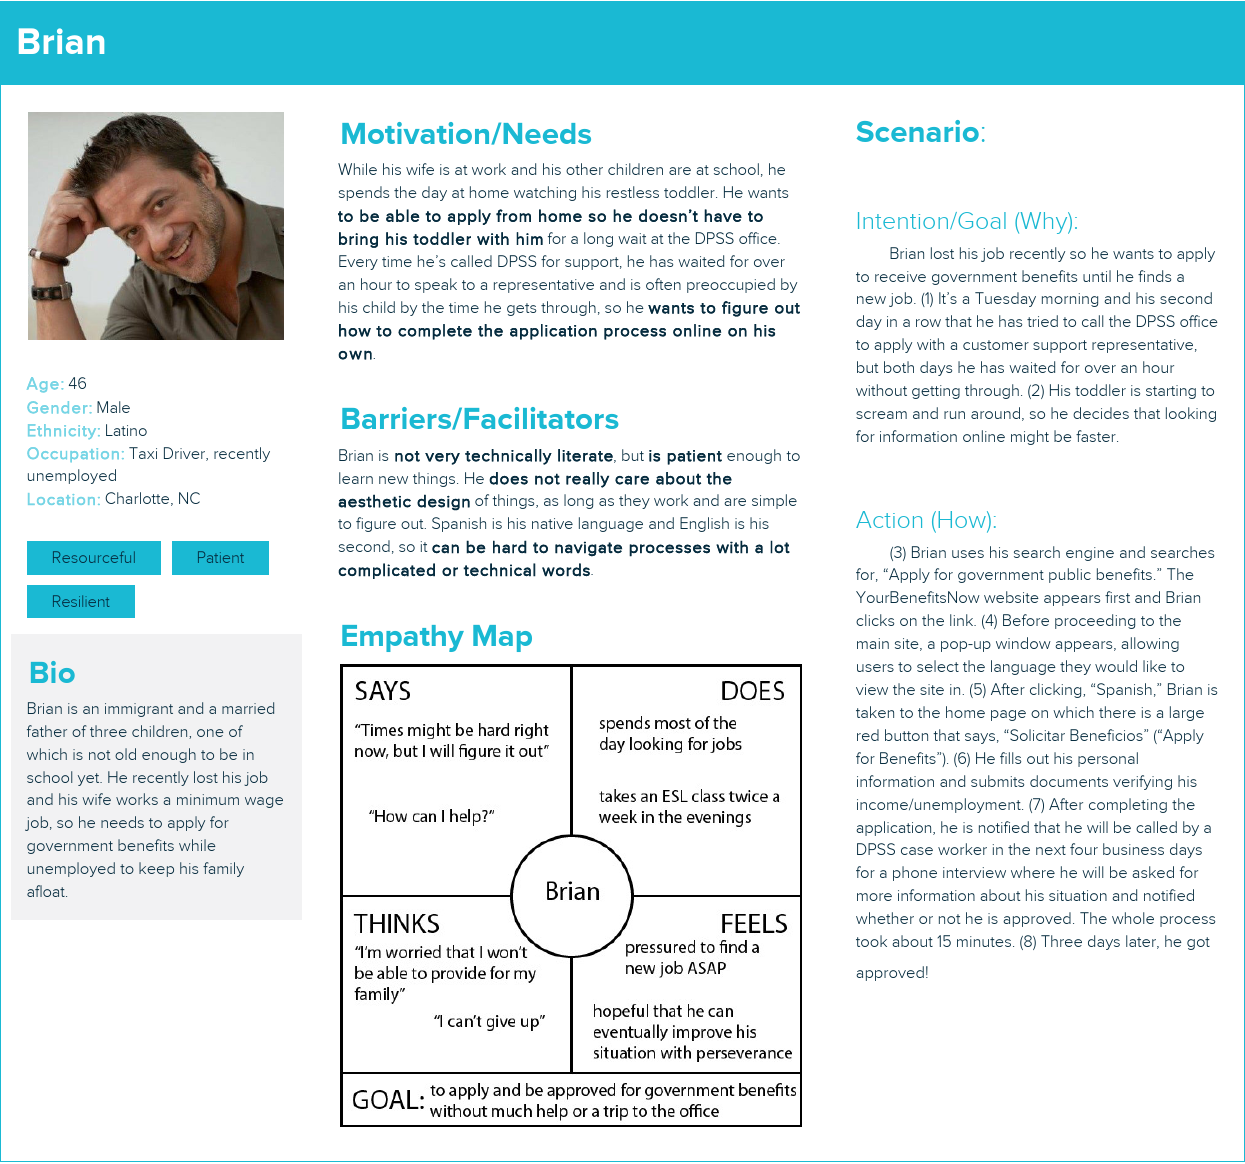 Brian
Age: 46
Gender: Male
Ethnicity: Latino
Occupation: Taxi Driver, recently
unemployed
Location: Charlotte, NC
Resourceful
Patient
Resilient
Bio
Brian is an immigrant and a married
father of three children, one of
which is not old enough to be in
school yet. He recently lost his job
and his wife works a minimum wage
job, so he needs to apply for
government benefits while
unemployed to keep his family
afloat.
Motivation/Needs
While his wife is at work and his other children are at school, he
spends the day at home watching his restless toddler. He wants
to be able to apply from home so he doesn't have to
bring his toddler with him for a long wait at the DPSS office.
Every time he's called DPSS for support, he has waited for over
an hour to speak to a representative and is often preoccupied by
his child by the time he gets through, so he wants to figure out
how to complete the application process online on his
own.
Barriers/Facilitators
Brian is not very technically literate, but is patient enough to
learn new things. He does not really care about the
aesthetic design of things, as long as they work and are simple
to figure out. Spanish is his native language and English is his
second, so it can be hard to navigate processes with a lot
complicated or technical words.
Empathy Map
SAYS
"Times might be hard right
now, but I will figure it out"
"How can I help?"
DOES
spends most of the
day looking for jobs
takes an ESL class twice a
week in the evenings
Brian
THINKS
"I'm worried that I won't
be able to provide for my
family"
"I can't give up"
FEELS
pressured to find a
new job ASAP
hopeful that he can
eventually improve his
situation with perseverance
GOAL: to apply and be approved for government benefits
without much help or a trip to the office
Scenario:
Intention/Goal (Why):
Brian lost his job recently so he wants to apply
to receive government benefits until he finds a
new job. (1) It's a Tuesday morning and his second
day in a row that he has tried to call the DPSS office
to apply with a customer support representative,
but both days he has waited for over an hour
without getting through. (2) His toddler is starting to
scream and run around, so he decides that looking
for information online might be faster.
Action (How):
(3) Brian uses his search engine and searches
for, "Apply for government public benefits." The
YourBenefitsNow website appears first and Brian
clicks on the link. (4) Before proceeding to the
main site, a pop-up window appears, allowing
users to select the language they would like to
view the site in. (5) After clicking, "Spanish," Brian is
taken to the home page on which there is a large
red button that says, "Solicitar Beneficios" ("Apply
for Benefits"). (6) He fills out his personal
information and submits documents verifying his
income/unemployment. (7) After completing the
application, he is notified that he will be called by a
DPSS case worker in the next four business days
for a phone interview where he will be asked for
more information about his situation and notified
whether or not he is approved. The whole process
took about 15 minutes. (8) Three days later, he got
approved!